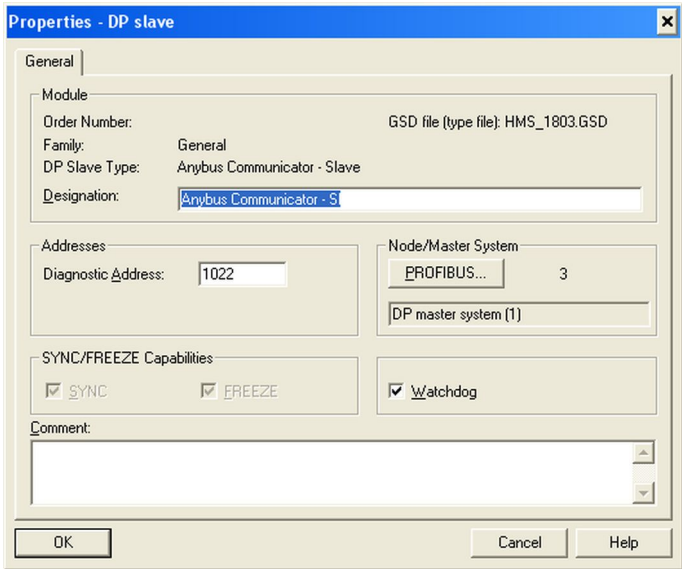 Properties - DP slave
General
Module
Order Number:
GSD file (type file): HMS_1803.GSD
Family: General
DP Slave Type: Anybus Communicator - Slave
Designation: Anybus Communicator - Sl
Addresses
Diagnostic Address: 1022
Node/Master System
PROFIBUS... 3
DP master system (1)
SYNC/FREEZE Capabilities
SYNC FREEZE
Watchdog
Comment:
OK Cancel Help